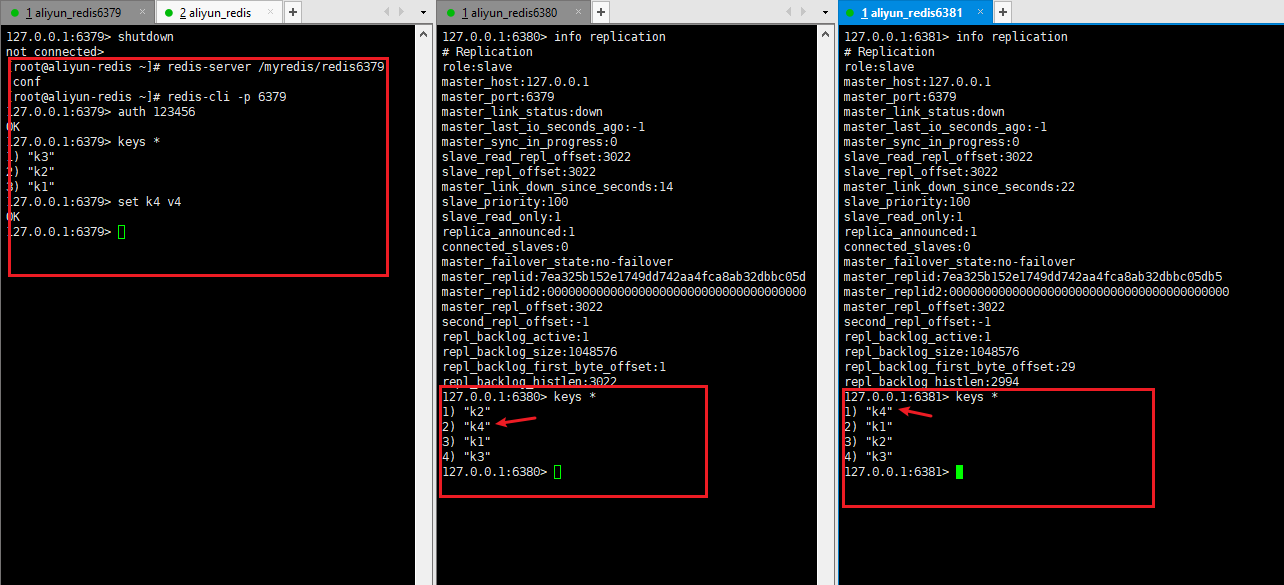 1 aliyun_redis6379
2 aliyun_redis
127.0.0.1:6379> shutdown
not connected>
[root@aliyun-redis ~]# redis-server /myredis/redis6379
conf
[root@aliyun-redis ~]# redis-cli -p 6379
127.0.0.1:6379> auth 123456
OK
127.0.0.1:6379> keys *
1) "k3"
2) "k2"
3) "k1"
127.0.0.1:6379> set k4 v4
OK
127.0.0.1:6379>
1 aliyun_redis6380
127.0.0.1:6380> info replication
# Replication
role:slave
master_host:127.0.0.1
master_port:6379
master_link_status:down
master_last_io_seconds_ago:-1
master_sync_in_progress:0
slave_read_repl_offset:3022
slave_repl_offset:3022
master_link_down_since_seconds:14
slave_priority:100
slave_read_only:1
replica_announced:1
connected_slaves:0
master_failover_state:no-failover
master_replid:7ea325b152e1749dd742aa4fca8ab32dbbc05d
master_replid2:00000000000000000000000000000000000000
master_repl_offset:3022
second_repl_offset:-1
repl_backlog_active:1
repl_backlog_size:1048576
repl_backlog_first_byte_offset:1
repl_backlog_histlen:3022
127.0.0.1:6380> keys *
1) "k2"
2) "k4"
3) "k1"
4) "k3"
127.0.0.1:6380>
1 aliyun_redis6381
127.0.0.1:6381> info replication
# Replication
role:slave
master_host:127.0.0.1
master_port:6379
master_link_status:down
master_last_io_seconds_ago:-1
master_sync_in_progress:0
slave_read_repl_offset:3022
slave_repl_offset:3022
master_link_down_since_seconds:22
slave_priority:100
slave_read_only:1
replica_announced:1
connected_slaves:0
master_failover_state:no-failover
master_replid:7ea325b152e1749dd742aa4fca8ab32dbbc05db5
master_replid2:0000000000000000000000000000000000000000
master_repl_offset:3022
second_repl_offset:-1
repl_backlog_active:1
repl_backlog_size:1048576
repl_backlog_first_byte_offset:29
repl_backlog_histlen:2994
127.0.0.1:6381> keys *
1) "k4"
2) "k1"
3) "k2"
4) "k3"
127.0.0.1:6381>